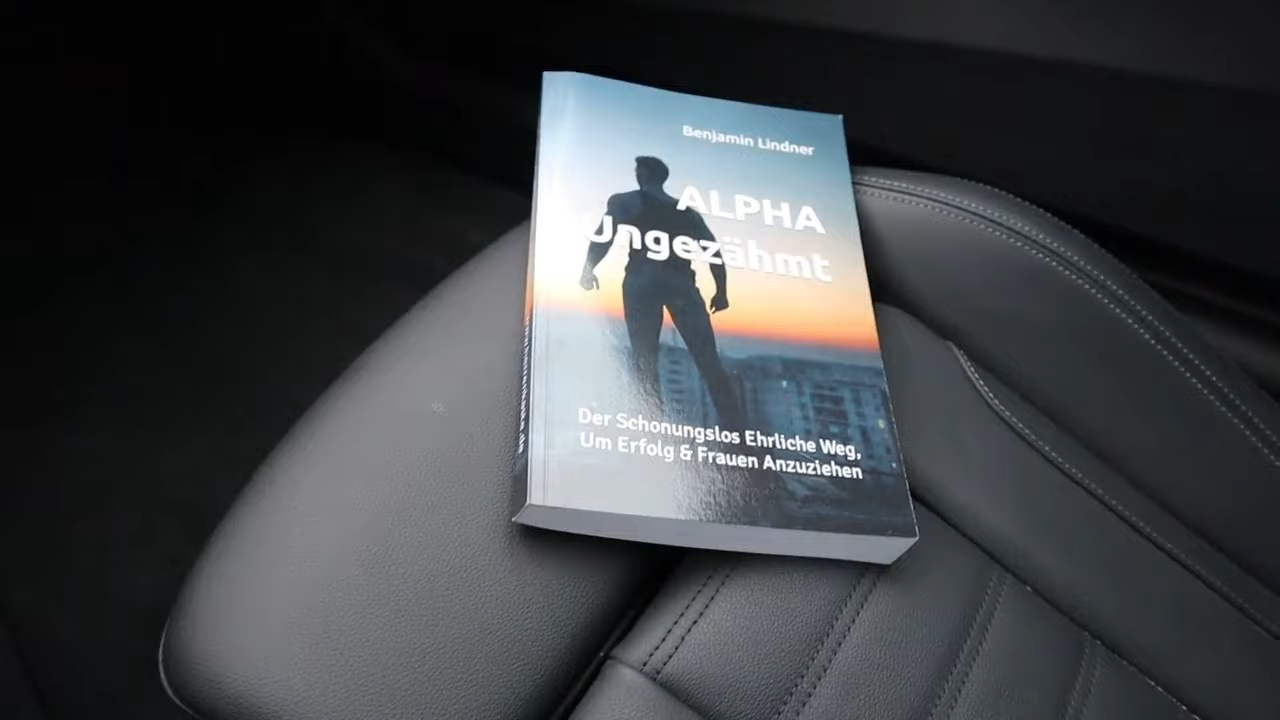 Benjamin Lindner
ALPHA
Ungezähmt
Der Schonungslos Ehrliche Weg,
Um Erfolg & Frauen Anzuziehen